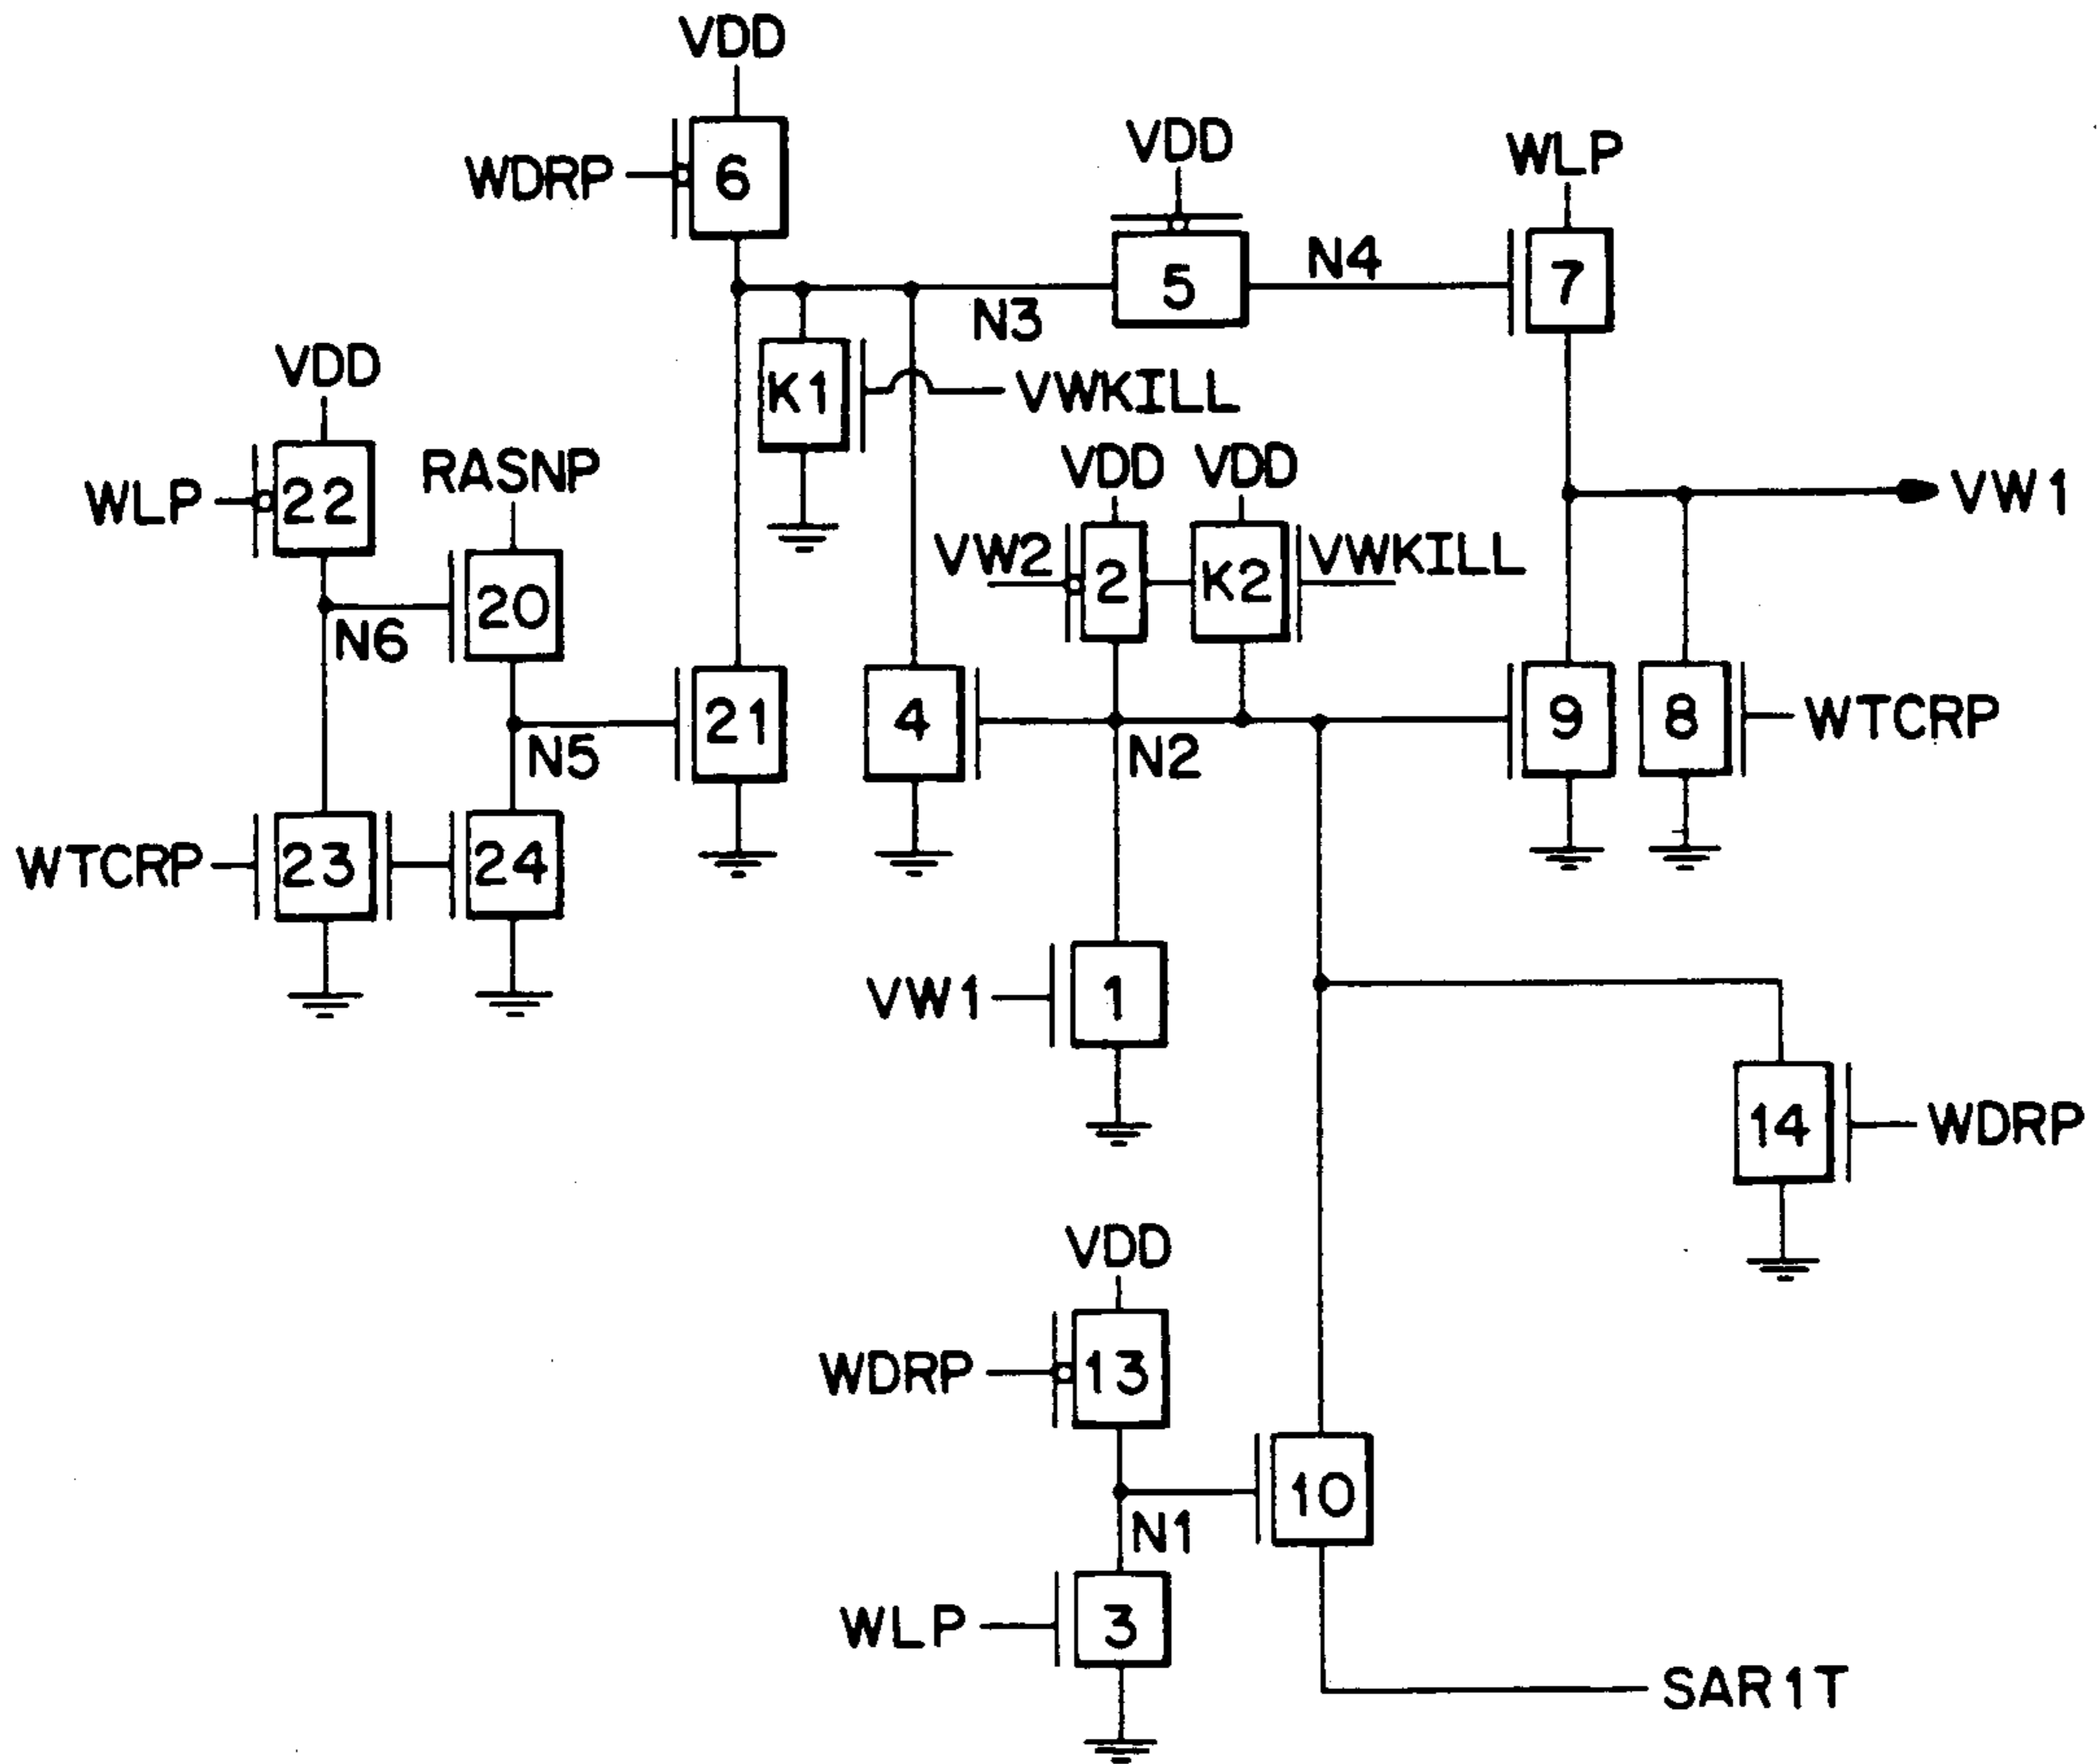 VDD
WDRP
6
VDD
5
N4
WLP
7
N3
K1
VWKILL
VDD
WLP
22
RASNP
VDD
VDD
VW2
2
K2
VWKILL
VW1
N6
20
21
4
N5
N2
9
8
WTCRP
WTCRP
23
24
VW1
1
14
WDRP
VDD
WDRP
13
N1
10
WLP
3
SAR1T